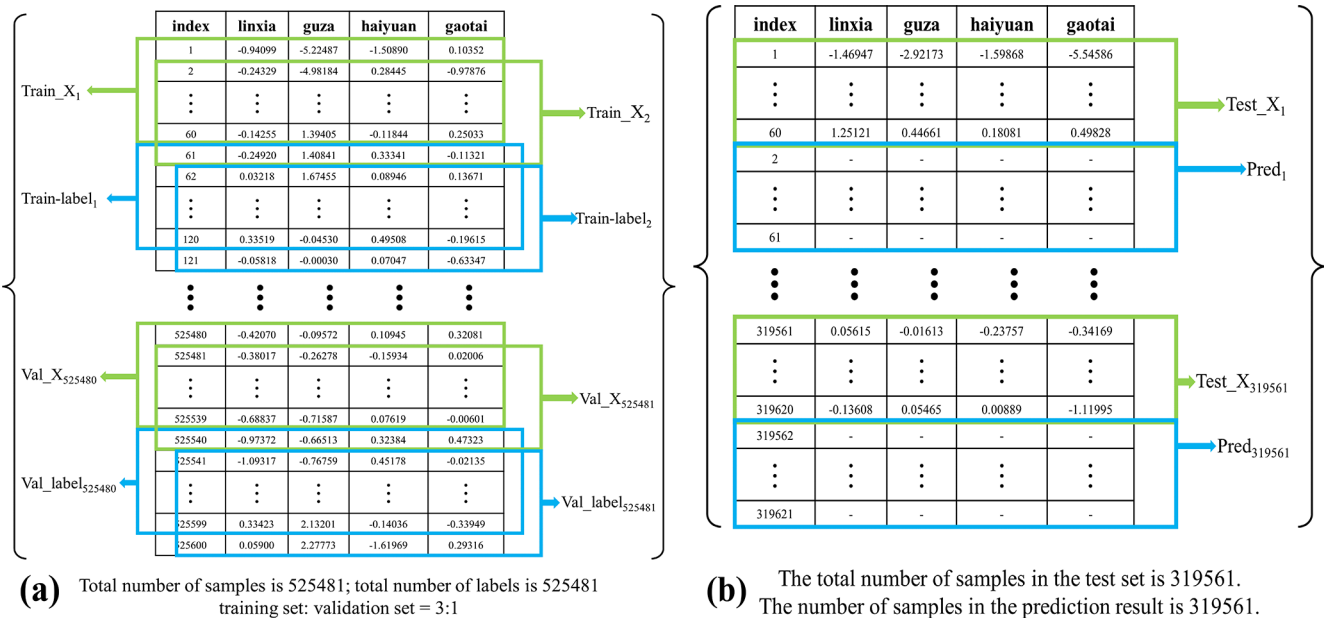 index linxia guza haiyuan gaotai
1 -0.94099 -5.22487 -1.50890 0.10352
2 -0.24329 -4.98184 0.28445 -0.97876
Train_X1
Train_X2
60 -0.14255 1.39405 -0.11844 0.25033
61 -0.24920 1.40841 0.33341 -0.11321
62 0.03218 1.67455 0.08946 0.13671
Train-label1
Train-label2
120 0.33519 -0.04530 0.49508 -0.19615
121 -0.05818 -0.00030 0.07047 -0.63347
525480 -0.42070 -0.09572 0.10945 0.32081
525481 -0.38017 -0.26278 -0.15934 0.02006
Val_X525480
Val_X525481
525539 -0.68837 -0.71587 0.07619 -0.00601
525540 -0.97372 -0.66513 0.32384 0.47323
525541 -1.09317 -0.76759 0.45178 -0.02135
Val_label525480
Val_label525481
525599 0.33423 2.13201 -0.14036 -0.33949
525600 0.05900 2.27773 -1.61969 0.29316
(a)
Total number of samples is 525481; total number of labels is 525481
training set: validation set = 3:1
index linxia guza haiyuan gaotai
1 -1.46947 -2.92173 -1.59868 -5.54586
Test_X1
60 1.25121 0.44661 0.18081 0.49828
2 - - - -
Pred1
61 - - - -
319561 0.05615 -0.01613 -0.23757 -0.34169
Test_X319561
319620 -0.13608 0.05465 0.00889 -1.11995
319562 - - - -
Pred319561
319621 - - - -
(b)
The total number of samples in the test set is 319561.
The number of samples in the prediction result is 319561.